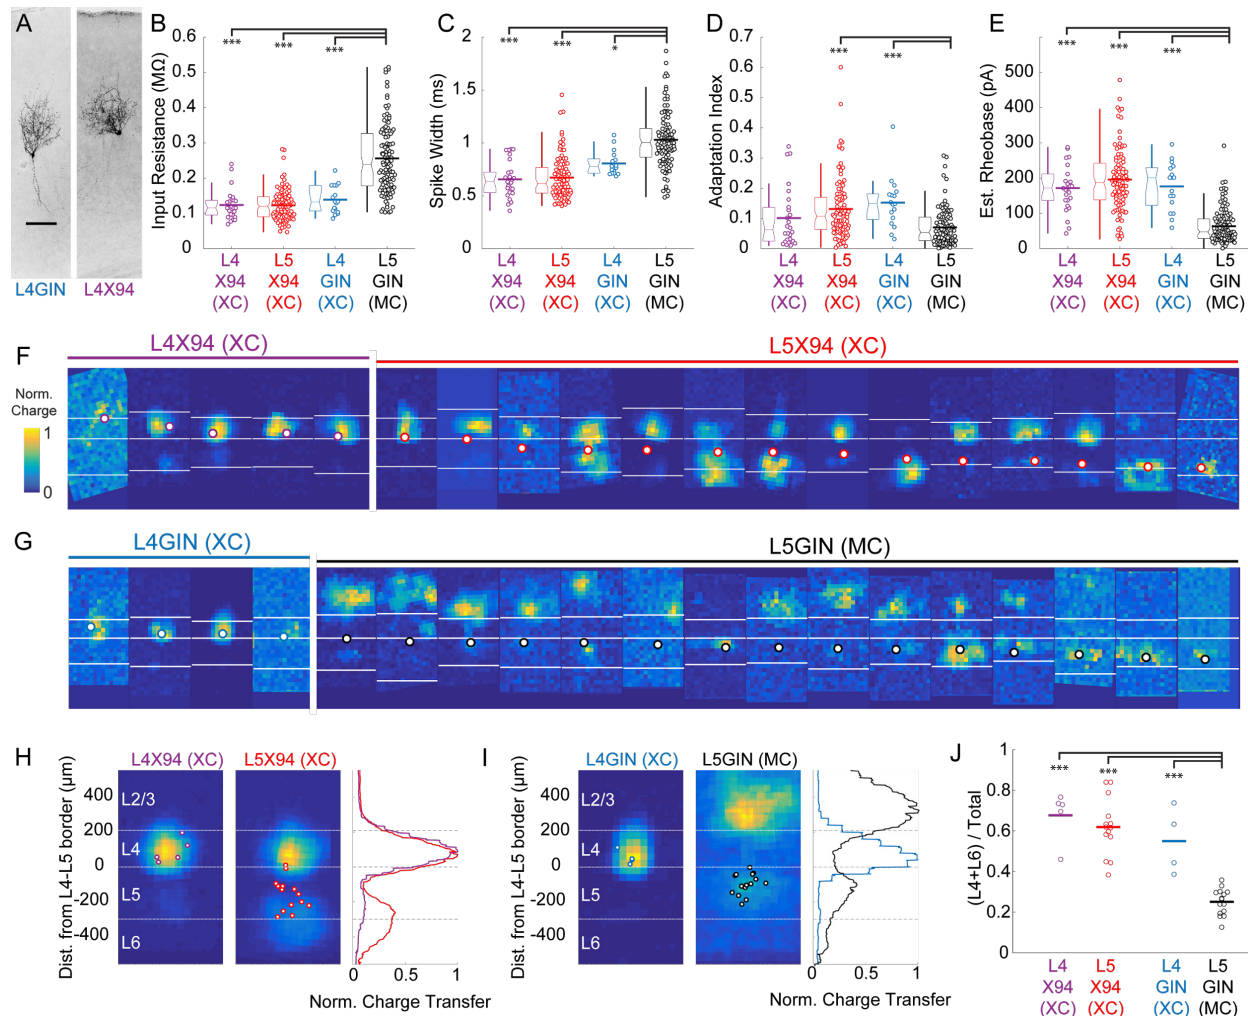 A
L4GIN
L4X94
B
Input Resistance (MΩ)
0.6
0.5
0.4
0.3
0.2
0.1
0
***
***
***
L4 X94 (XC)
L5 X94 (XC)
L4 GIN (XC)
L5 GIN (MC)
C
Spike Width (ms)
2
1.5
1
0.5
0
***
***
*
L4 X94 (XC)
L5 X94 (XC)
L4 GIN (XC)
L5 GIN (MC)
D
Adaptation Index
0.7
0.6
0.5
0.4
0.3
0.2
0.1
0
***
***
L4 X94 (XC)
L5 X94 (XC)
L4 GIN (XC)
L5 GIN (MC)
E
Est. Rheobase (pA)
500
400
300
200
100
0
***
***
***
L4 X94 (XC)
L5 X94 (XC)
L4 GIN (XC)
L5 GIN (MC)
F
L4X94 (XC)
L5X94 (XC)
Norm. Charge
1
0
G
L4GIN (XC)
L5GIN (MC)
H
L4X94 (XC)
L5X94 (XC)
Dist. from L4-L5 border (µm)
400
200
0
-200
-400
L2/3
L4
L5
L6
0
0.5
1
Norm. Charge Transfer
I
L4GIN (XC)
L5GIN (MC)
Dist. from L4-L5 border (µm)
400
200
0
-200
-400
L2/3
L4
L5
L6
0
0.5
1
Norm. Charge Transfer
J
(L4+L6) / Total
1
0.8
0.6
0.4
0.2
0
***
***
***
L4 X94 (XC)
L5 X94 (XC)
L4 GIN (XC)
L5 GIN (MC)